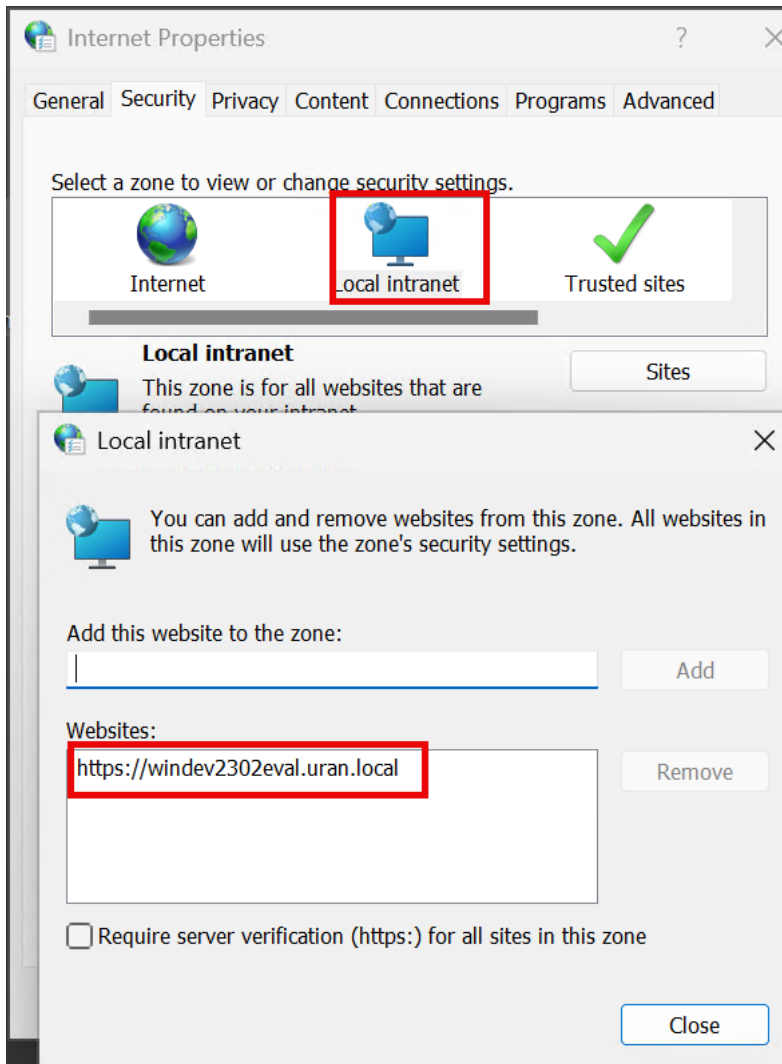 Internet Properties
?
General Security Privacy Content Connections Programs Advanced
Select a zone to view or change security settings.
Internet Local intranet Trusted sites
Local intranet
Sites
This zone is for all websites that are
found on your intranet
Local intranet
You can add and remove websites from this zone. All websites in
this zone will use the zone's security settings.
Add this website to the zone:
Add
Websites:
https://windev2302eval.uran.local
Remove
Require server verification (https:) for all sites in this zone
Close